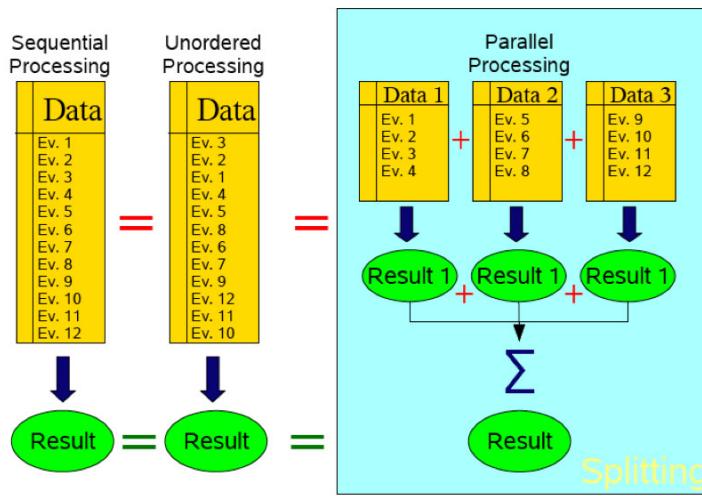 Sequential
Processing
Data
Ev. 1
Ev. 2
Ev. 3
Ev. 4
Ev. 5
Ev. 6
Ev. 7
Ev. 8
Ev. 9
Ev. 10
Ev. 11
Ev. 12
Result
=
=
Unordered
Processing
Data
Ev. 3
Ev. 2
Ev. 1
Ev. 4
Ev. 5
Ev. 8
Ev. 6
Ev. 7
Ev. 9
Ev. 12
Ev. 11
Ev. 10
Result
=
=
Parallel
Processing
Data 1
Ev. 1
Ev. 2
Ev. 3
Ev. 4
+
Data 2
Ev. 5
Ev. 6
Ev. 7
Ev. 8
+
Data 3
Ev. 9
Ev. 10
Ev. 11
Ev. 12
Result 1 + Result 1 + Result 1
Σ
Result
Splitting